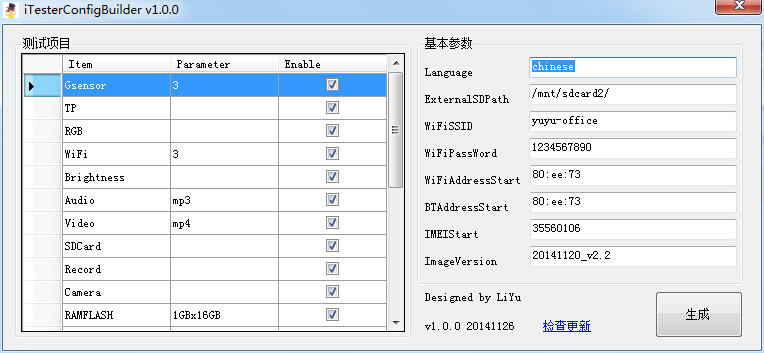 iTesterConfigBuilder v1.0.0
测试项目
Item Parameter Enable
Gsensor 3
TP
RGB
WiFi 3
Brightness
Audio mp3
Video mp4
SDCard
Record
Camera
RAMFLASH 1GBx16GB
基本参数
Language chinese
ExternalSDPath /mnt/sdcard2/
WiFiSSID yuyu-office
WiFiPassWord 1234567890
WiFiAddressStart 80:ee:73
BTAddressStart 80:ee:73
IMEIStart 35560106
ImageVersion 20141120_v2.2
Designed by LiYu
v1.0.0 20141126 检查更新
生成